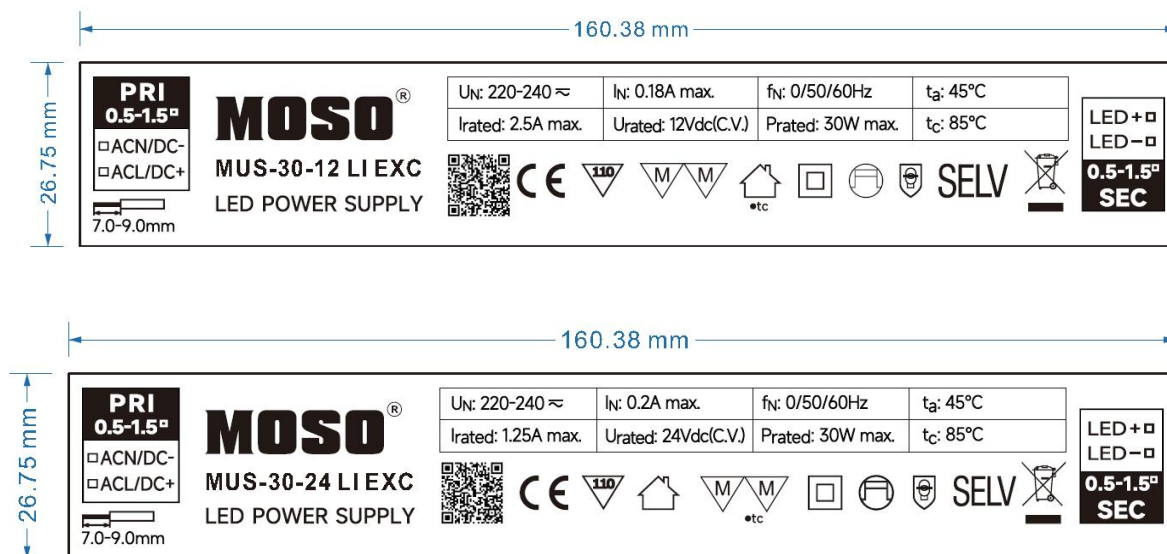 160.38 mm
26.75 mm
PRI
0.5-1.5
ACN/DC-
ACL/DC+
7.0-9.0mm
MOSO®
MUS-30-12 LI EXC
LED POWER SUPPLY
UN: 220-240 ≂ IN: 0.18A max. fN: 0/50/60Hz ta: 45°C
Irated: 2.5A max. Urated: 12Vdc(C.V.) Prated: 30W max. tc: 85°C
CE 110 M M SELV
•tc
LED+
LED-
0.5-1.5
SEC
160.38 mm
26.75 mm
PRI
0.5-1.5
ACN/DC-
ACL/DC+
7.0-9.0mm
MOSO®
MUS-30-24 LI EXC
LED POWER SUPPLY
UN: 220-240 ≂ IN: 0.2A max. fN: 0/50/60Hz ta: 45°C
Irated: 1.25A max. Urated: 24Vdc(C.V.) Prated: 30W max. tc: 85°C
CE 110 M M SELV
•tc
LED+
LED-
0.5-1.5
SEC